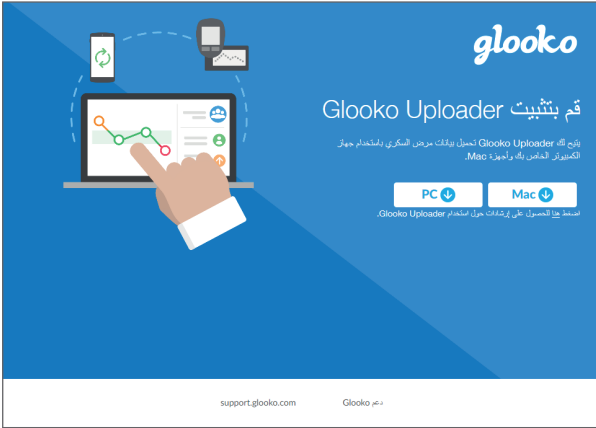 glooko
قم بتثبيت Glooko Uploader
يتيح لك Glooko Uploader تحميل بيانات مرض السكري باستخدام جهاز
الكمبيوتر الخاص بك وأجهزة Mac.
Mac
PC
اضغط هنا للحصول على إرشادات حول استخدام Glooko Uploader.
دعم Glooko
support.glooko.com